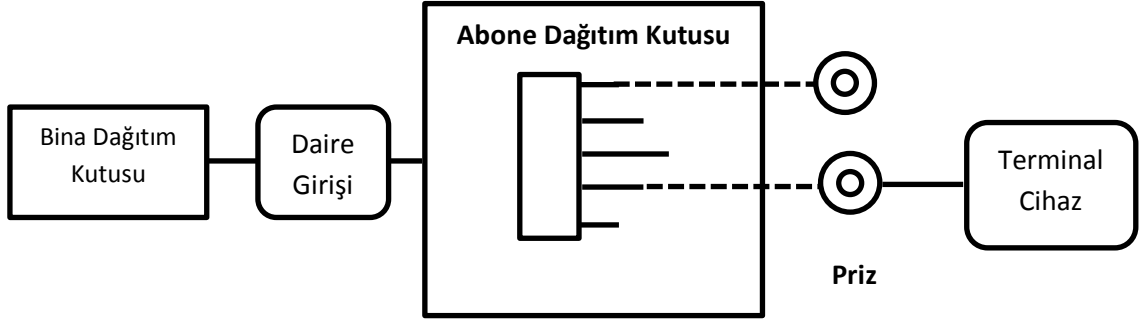 Abone Dağıtım Kutusu
Bina Dağıtım
Kutusu
Daire
Girişi
Terminal
Cihaz
Priz